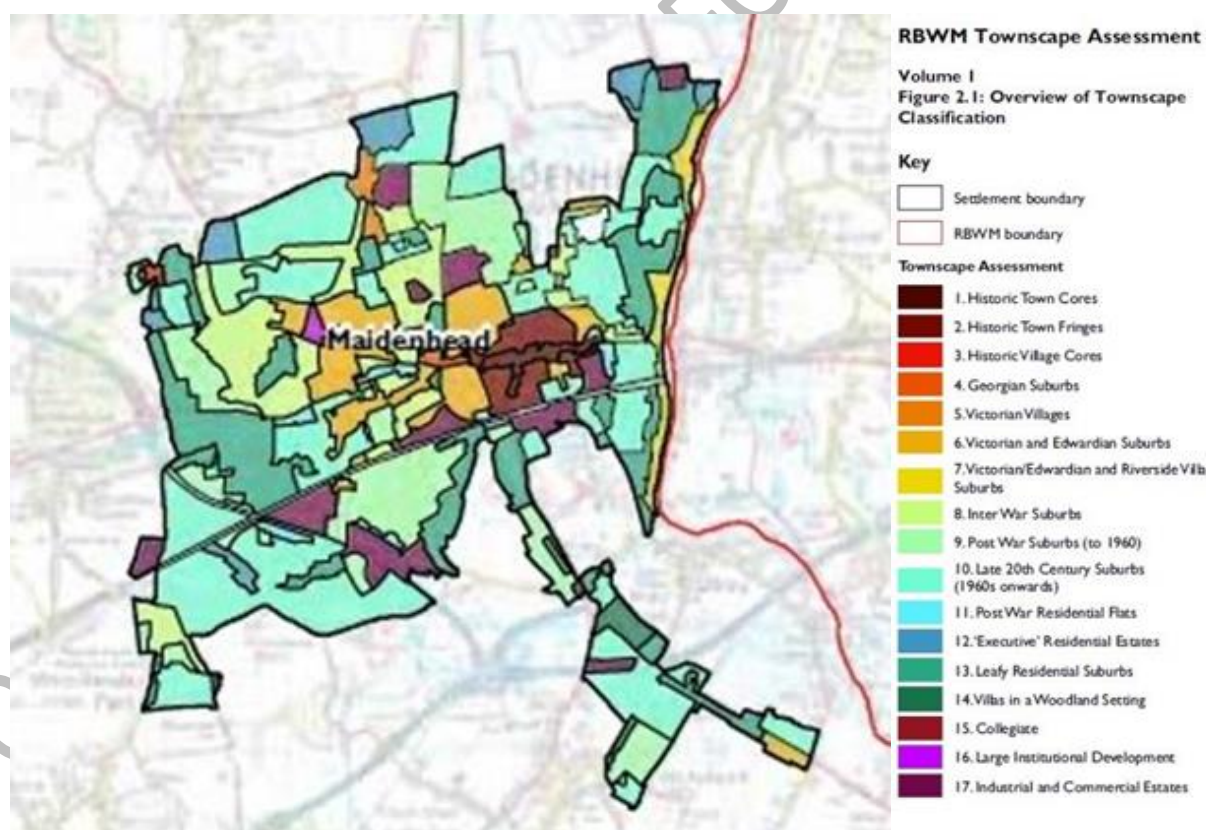 RBWM Townscape Assessment
Volume 1
Figure 2.1: Overview of Townscape
Classification
Key
Settlement boundary
RBWM boundary
Townscape Assessment
1. Historic Town Cores
2. Historic Town Fringes
3. Historic Village Cores
4. Georgian Suburbs
5. Victorian Villages
6. Victorian and Edwardian Suburbs
7. Victorian/Edwardian and Riverside Villa
Suburbs
8. Inter War Suburbs
9. Post War Suburbs (to 1960)
10. Late 20th Century Suburbs
(1960s onwards)
11. Post War Residential Flats
12. 'Executive' Residential Estates
13. Leafy Residential Suburbs
14. Villas in a Woodland Setting
15. Collegiate
16. Large Institutional Development
17. Industrial and Commercial Estates
Maidenhead